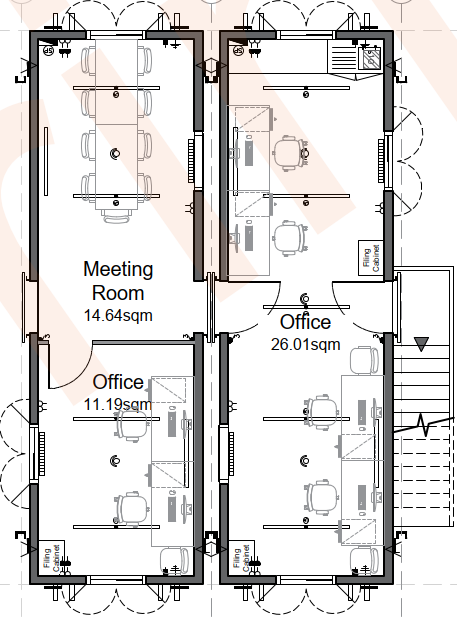 Meeting
Room
14.64sqm
Filing
Cabinet
Office
26.01sqm
Office
11.19sqm
Filing
Cabinet
Filing
Cabinet